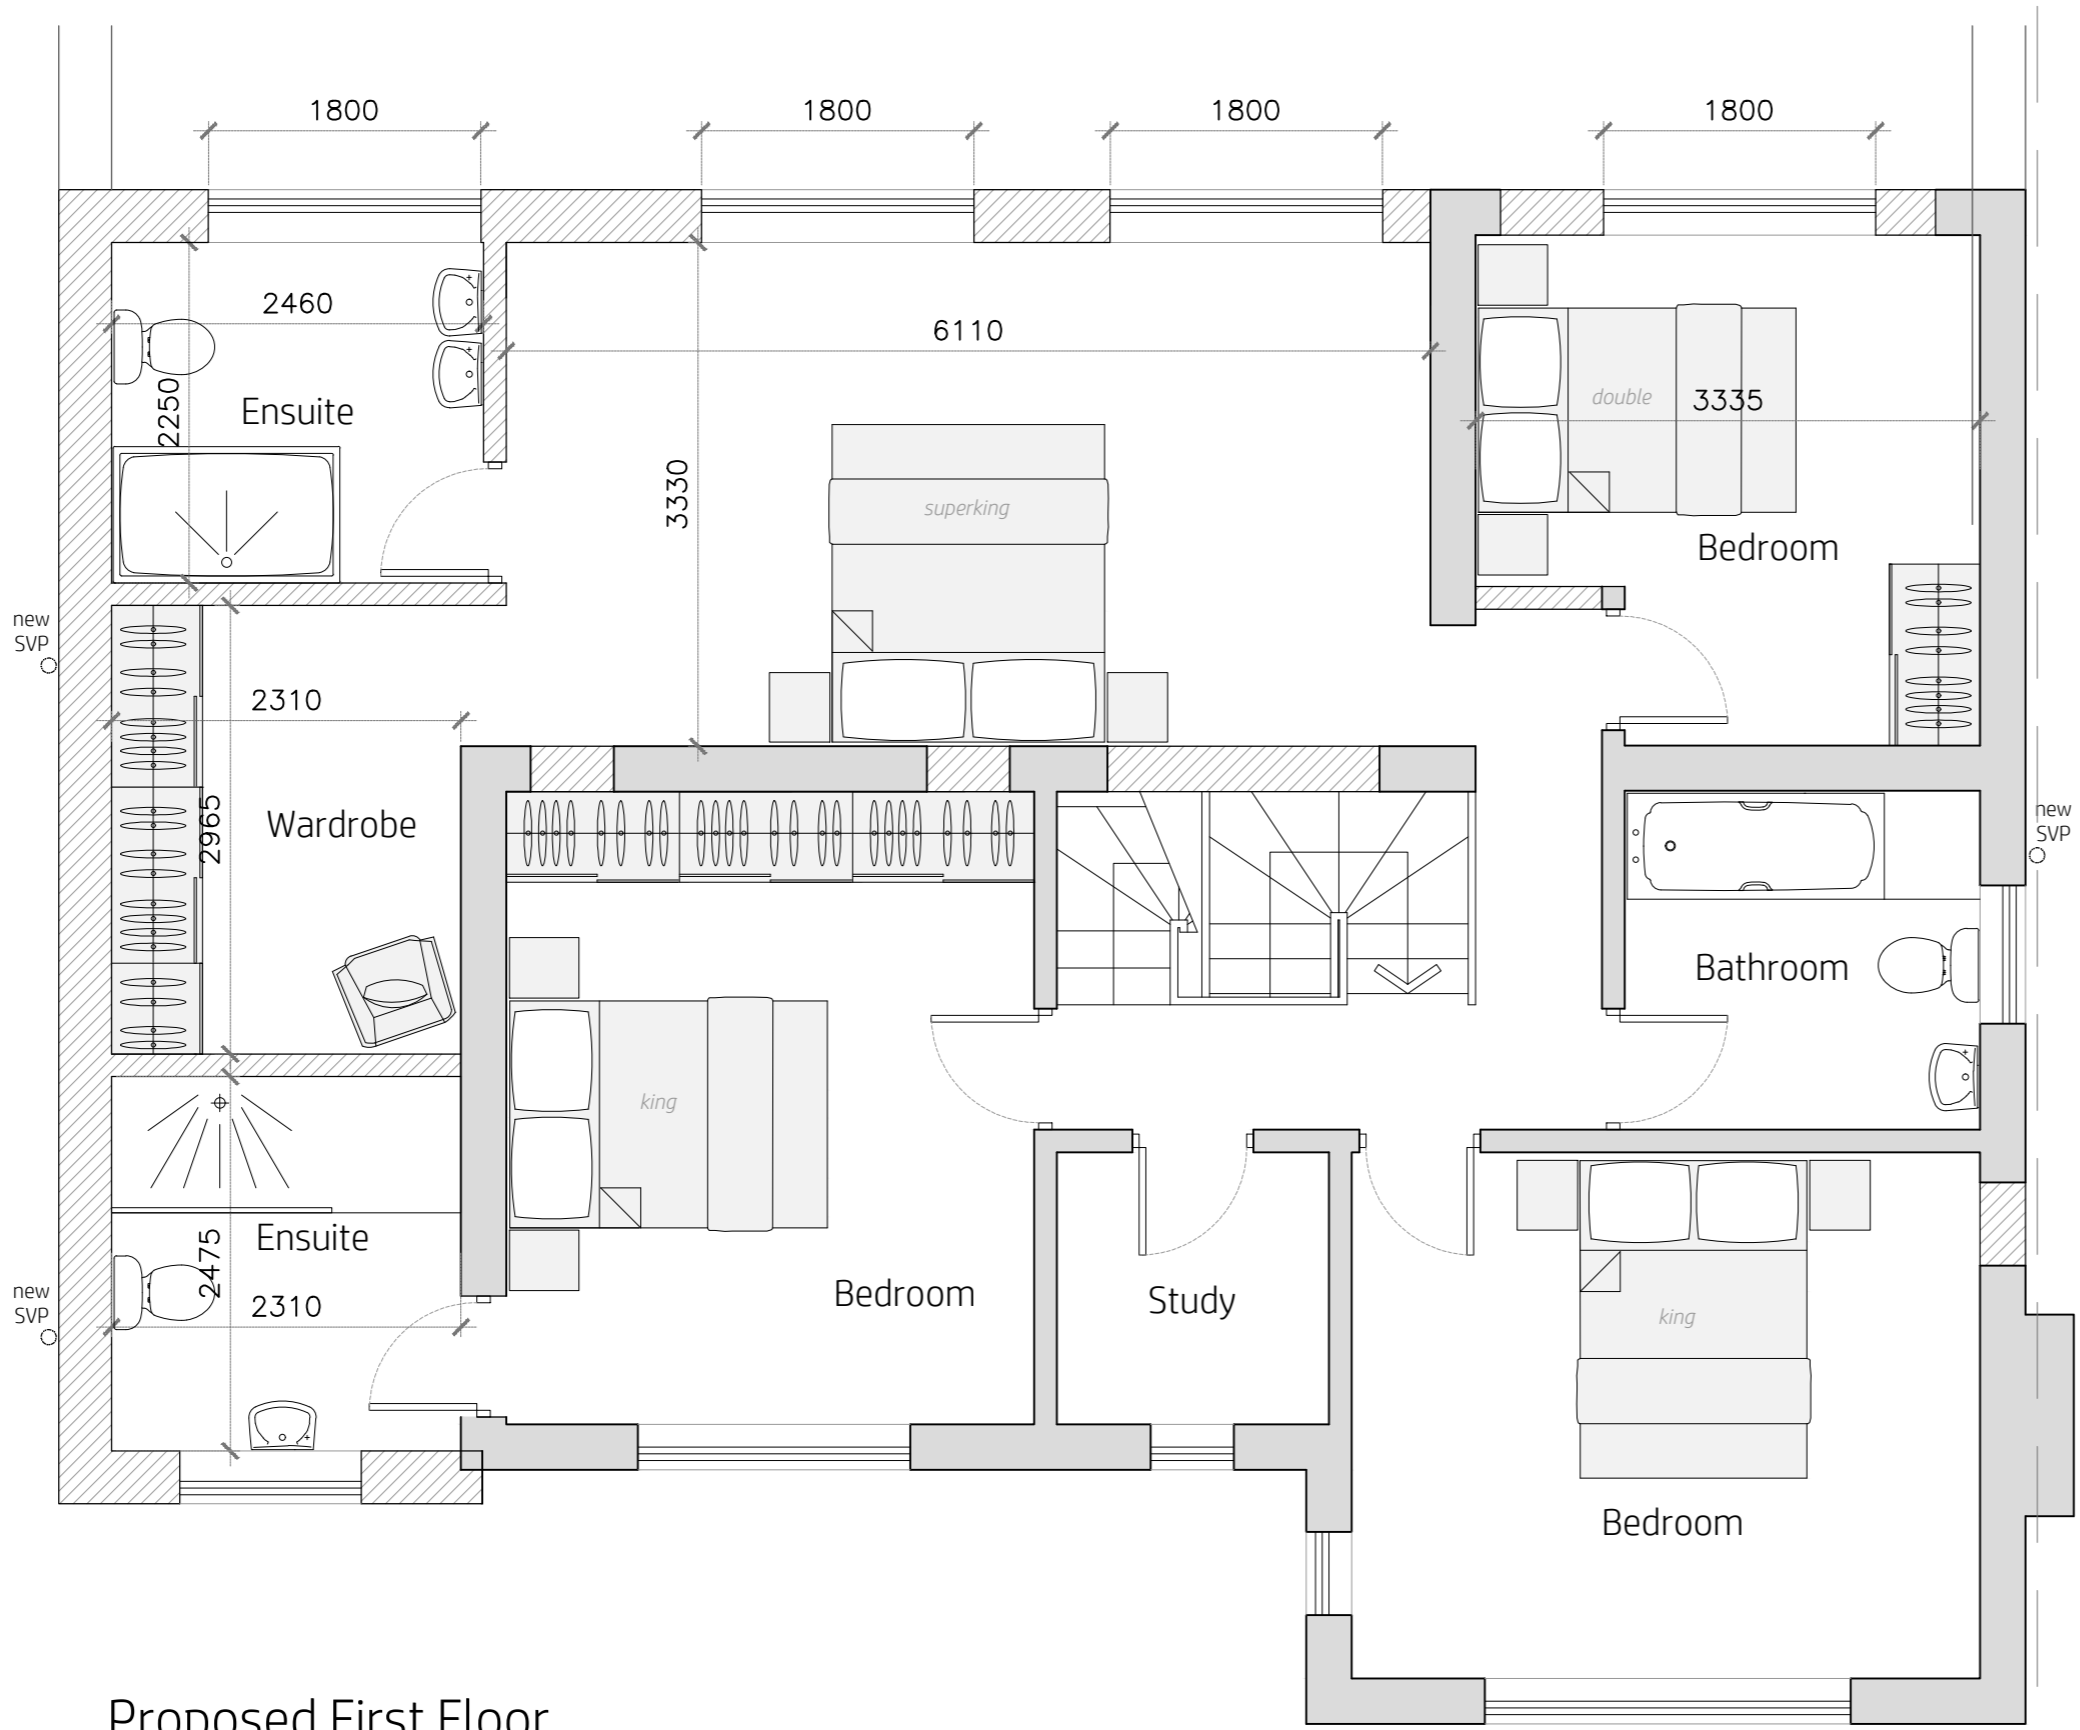 1800
1800
1800
1800
2460
6110
double
3335
2250
Ensuite
3330
superking
Bedroom
new
SVP
2310
2965
Wardrobe
new
SVP
Bathroom
king
Ensuite
2475
2310
new
SVP
Bedroom
Study
king
Bedroom
Proposed First Floor